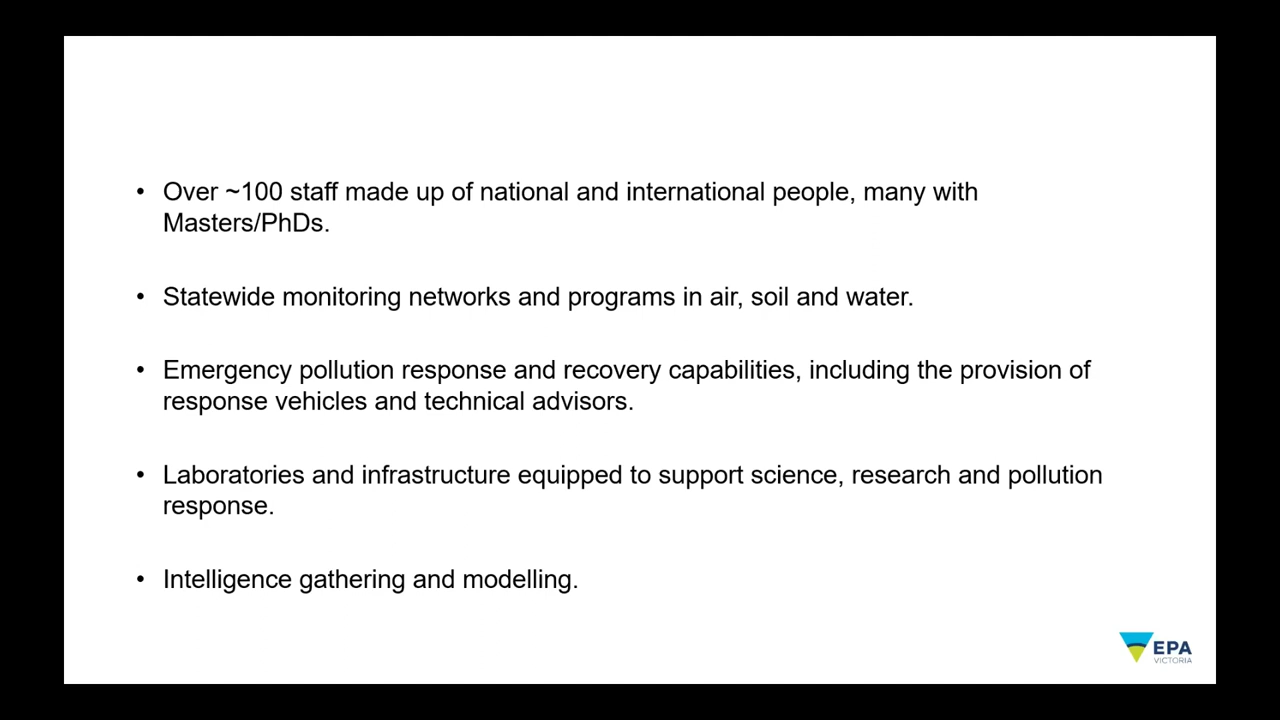 • Over ~100 staff made up of national and international people, many with
Masters/PhDs.
• Statewide monitoring networks and programs in air, soil and water.
• Emergency pollution response and recovery capabilities, including the provision of
response vehicles and technical advisors.
• Laboratories and infrastructure equipped to support science, research and pollution
response.
• Intelligence gathering and modelling.
EPA
VICTORIA